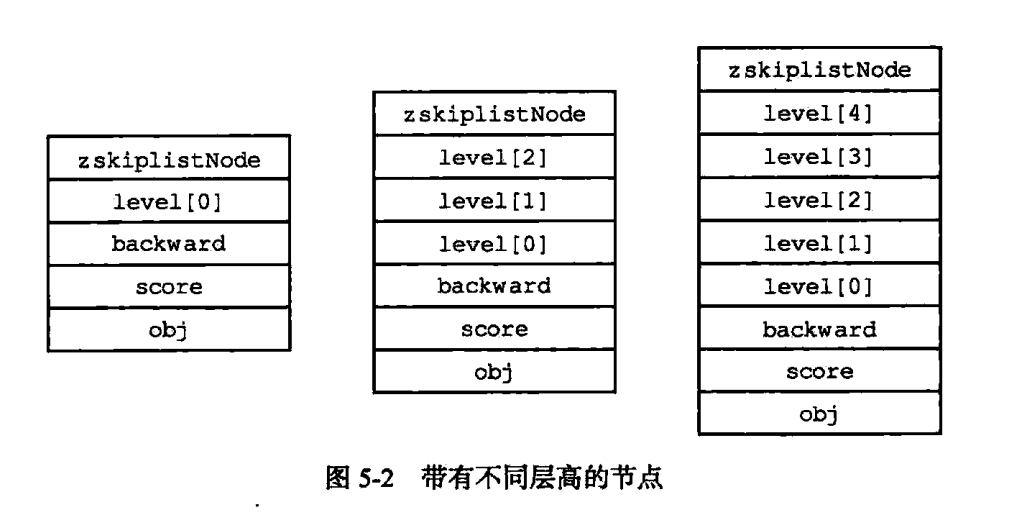 zskiplistNode
level[0]
backward
score
obj
zskiplistNode
level[2]
level[1]
level[0]
backward
score
obj
zskiplistNode
level[4]
level[3]
level[2]
level[1]
level[0]
backward
score
obj
图 5-2 带有不同层高的节点